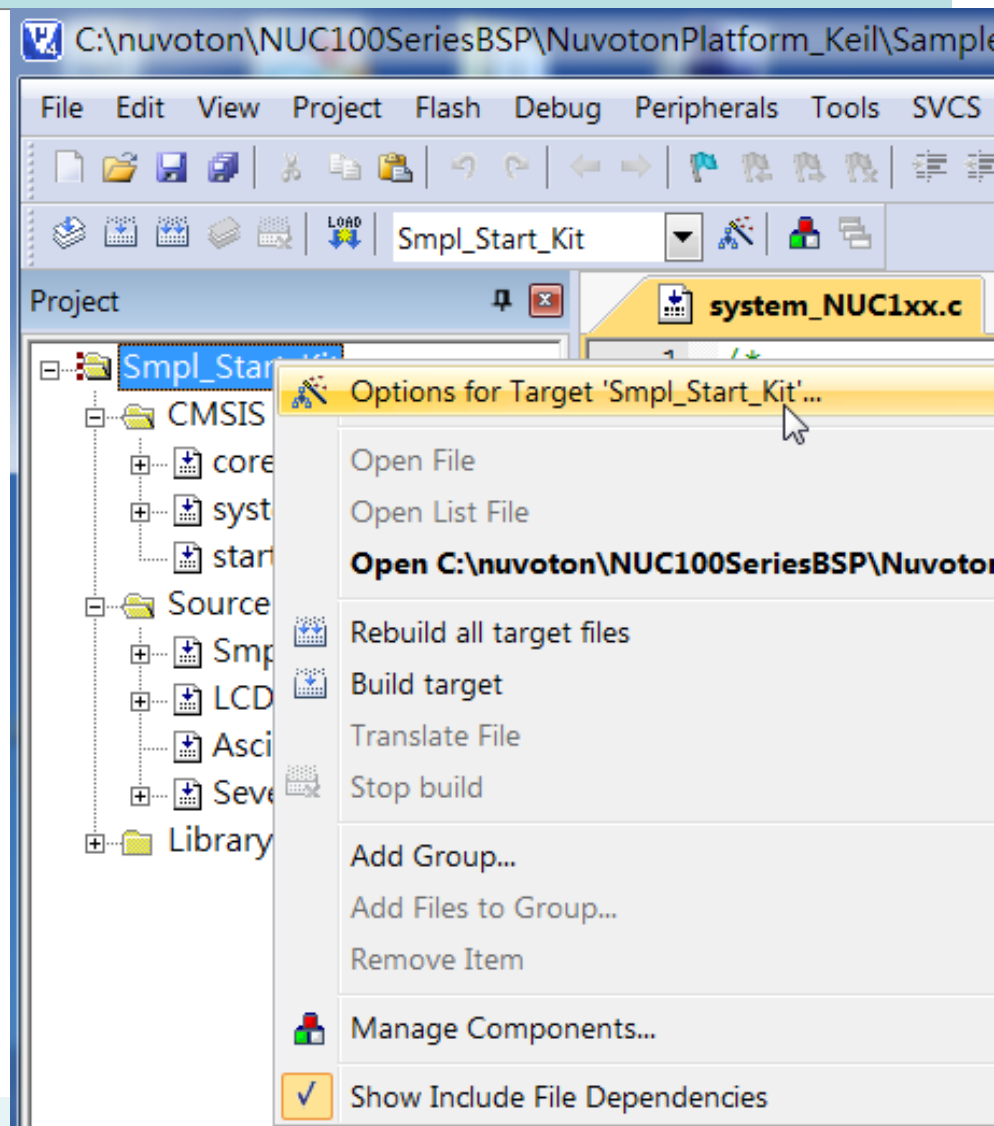 C:\nuvoton\NUC100SeriesBSP\NuvotonPlatform_Keil\Sample
File Edit View Project Flash Debug Peripherals Tools SVCS
LOAD Smpl_Start_Kit
Project
system_NUC1xx.c
Smpl_Start_Kit
1 /*
Options for Target 'Smpl_Start_Kit'...
CMSIS
core
Open File
syst
Open List File
start
Open C:\nuvoton\NUC100SeriesBSP\Nuvoton
Source
Smp
Rebuild all target files
LCD
Build target
Asci
Translate File
Seve
Stop build
Library
Add Group...
Add Files to Group...
Remove Item
Manage Components...
Show Include File Dependencies